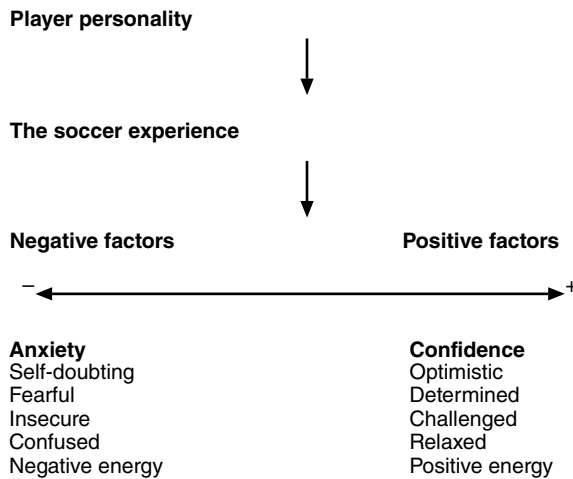 Player personality
The soccer experience
Negative factors Positive factors
– +
Anxiety Confidence
Self-doubting Optimistic
Fearful Determined
Insecure Challenged
Confused Relaxed
Negative energy Positive energy